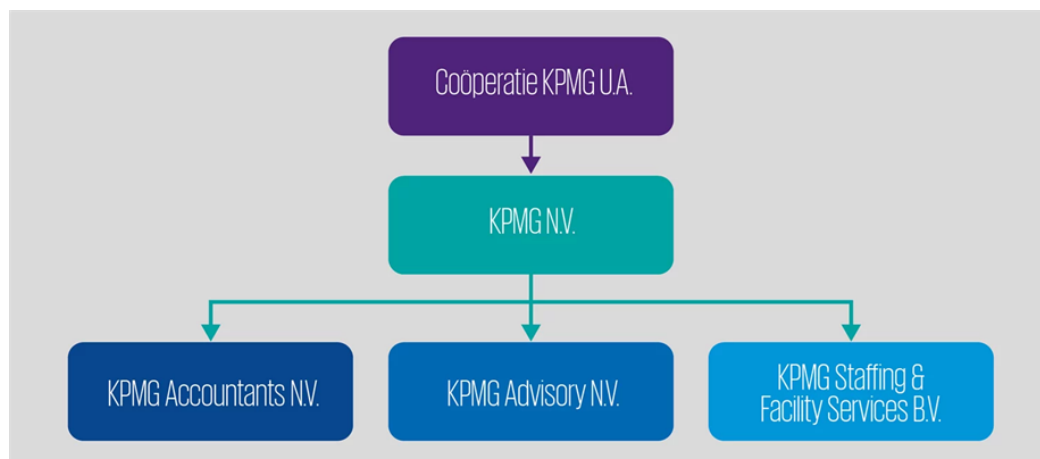 Coöperatie KPMG U.A.
KPMG N.V.
KPMG Accountants N.V.
KPMG Advisory N.V.
KPMG Staffing &
Facility Services B.V.